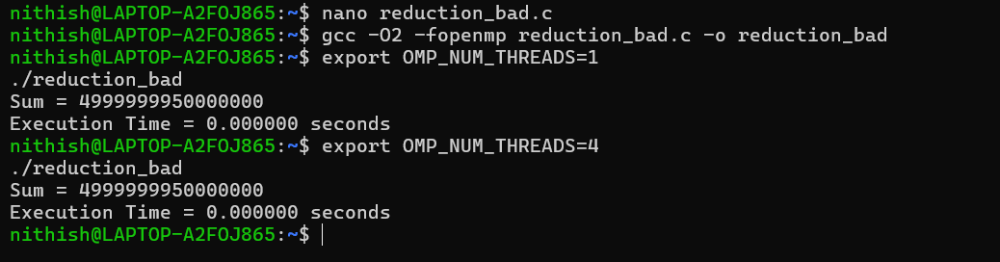 nithish@LAPTOP-A2FOJ865:~$ nano reduction_bad.c
nithish@LAPTOP-A2FOJ865:~$ gcc -O2 -fopenmp reduction_bad.c -o reduction_bad
nithish@LAPTOP-A2FOJ865:~$ export OMP_NUM_THREADS=1
./reduction_bad
Sum = 4999999950000000
Execution Time = 0.000000 seconds
nithish@LAPTOP-A2FOJ865:~$ export OMP_NUM_THREADS=4
./reduction_bad
Sum = 4999999950000000
Execution Time = 0.000000 seconds
nithish@LAPTOP-A2FOJ865:~$